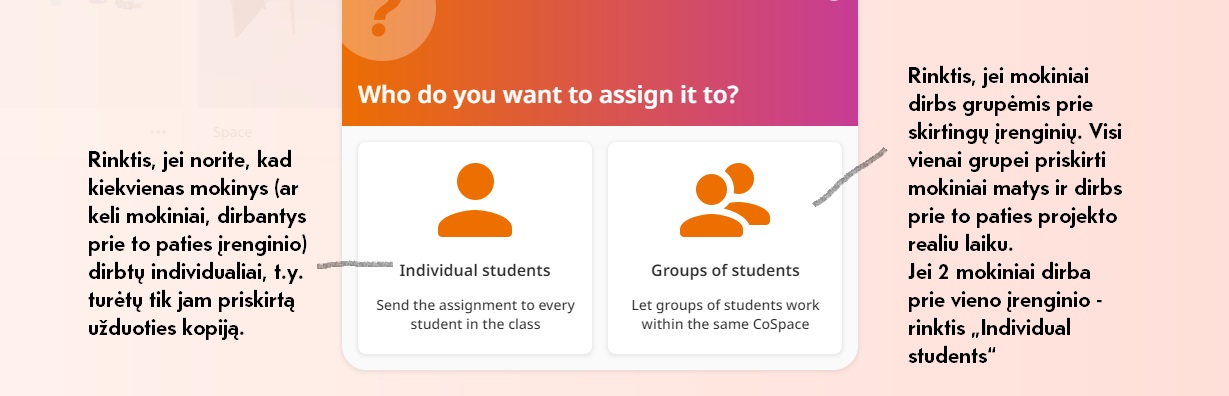 Space
Rinktis, jei norite, kad
kiekvienas mokinys (ar
keli mokiniai, dirbantys
prie to paties įrenginio)
dirbtų individualiai, t.y.
turėtų tik jam priskirtą
užduoties kopiją.
?
Who do you want to assign it to?
Individual students
Send the assignment to every
student in the class
Groups of students
Let groups of students work
within the same CoSpace
Rinktis, jei mokiniai
dirbs grupėmis prie
skirtingų įrenginių. Visi
vienai grupei priskirti
mokiniai matys ir dirbs
prie to paties projekto
realiu laiku.
Jei 2 mokiniai dirba
prie vieno įrenginio -
rinktis „Individual
students“